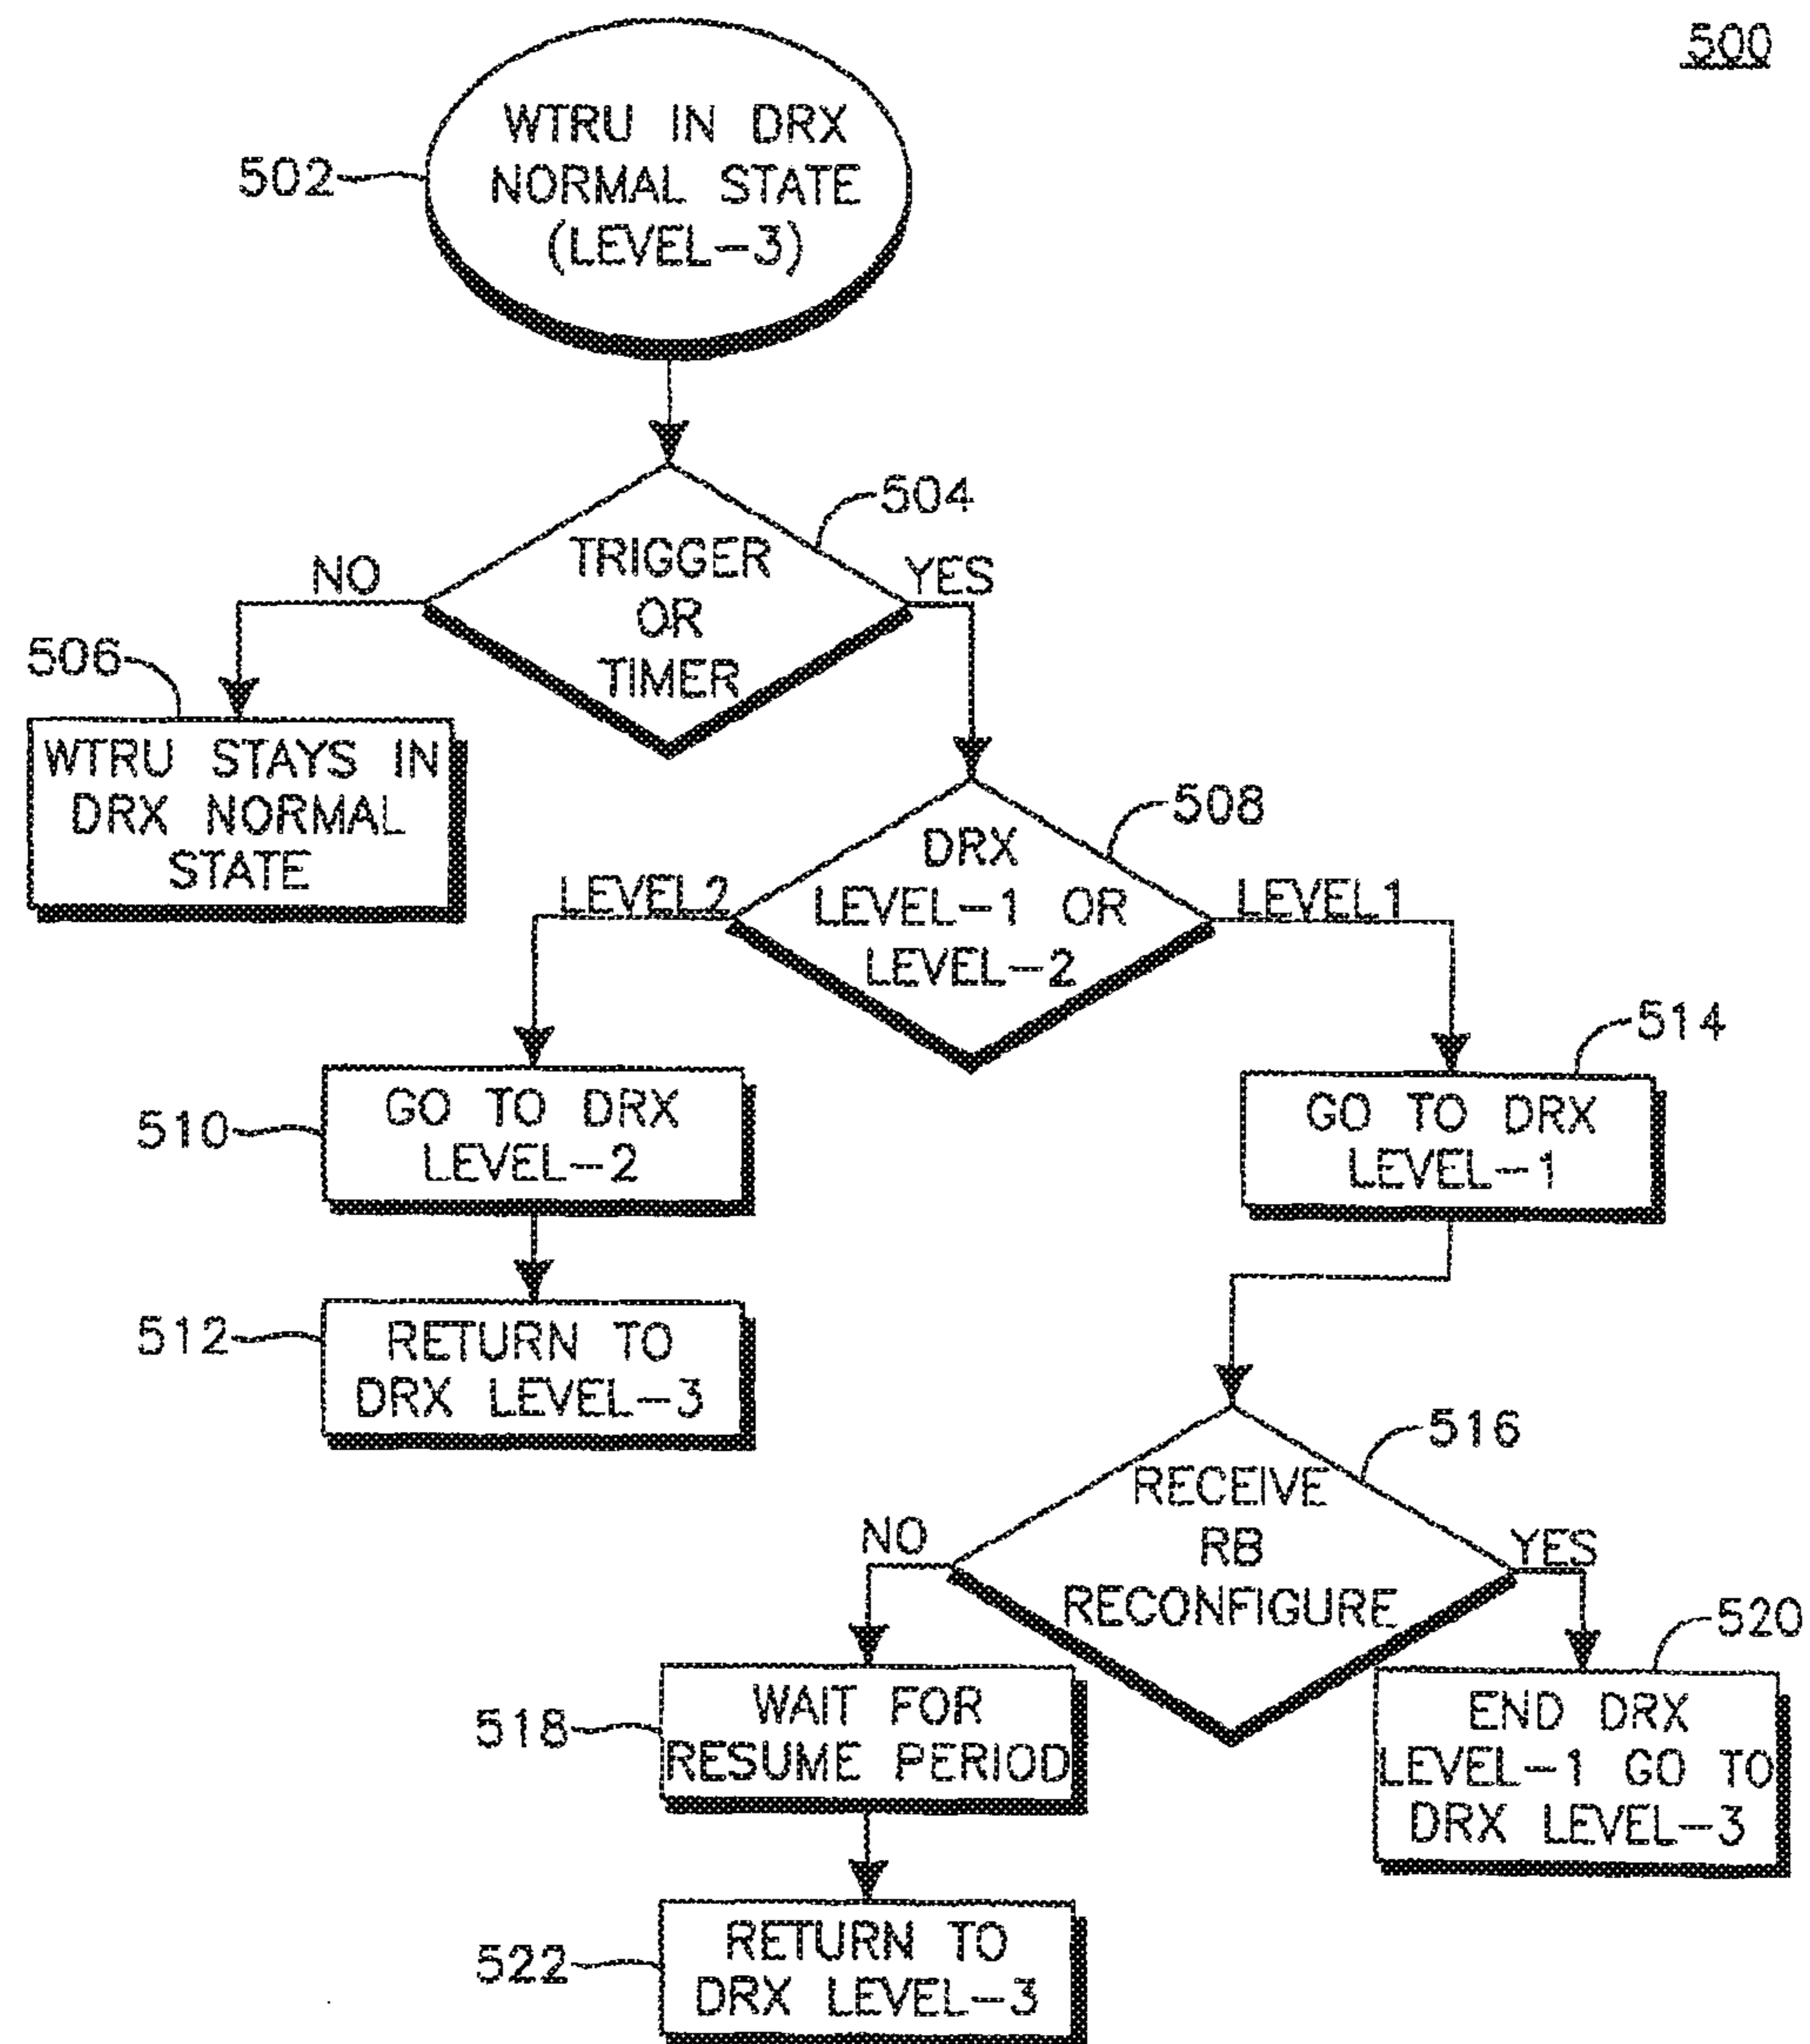 500
WTRU IN DRX
NORMAL STATE
(LEVEL-3)
502
504
TRIGGER
OR
TIMER
NO
YES
506
WTRU STAYS IN
DRX NORMAL
STATE
508
DRX
LEVEL-1 OR
LEVEL-2
LEVEL2
LEVEL1
510
GO TO DRX
LEVEL-2
514
GO TO DRX
LEVEL-1
512
RETURN TO
DRX LEVEL-3
516
RECEIVE
RB
RECONFIGURE
NO
YES
518
WAIT FOR
RESUME PERIOD
520
END DRX
LEVEL-1 GO TO
DRX LEVEL-3
522
RETURN TO
DRX LEVEL-3